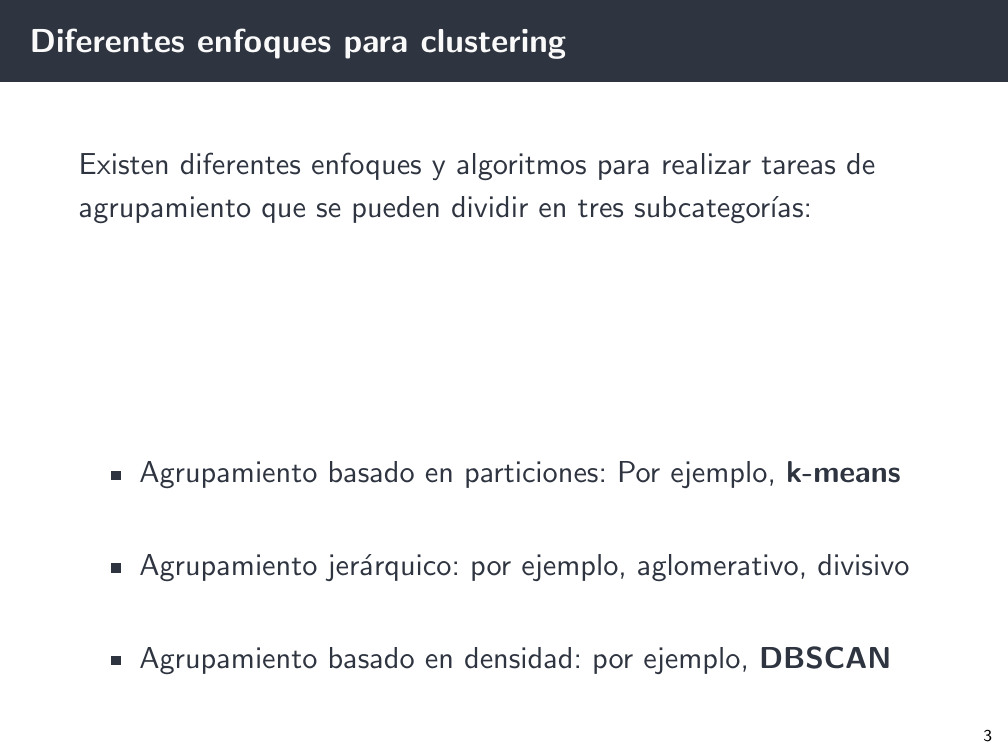 Diferentes enfoques para clustering
Existen diferentes enfoques y algoritmos para realizar tareas de
agrupamiento que se pueden dividir en tres subcategorías:
▪ Agrupamiento basado en particiones: Por ejemplo, k-means
▪ Agrupamiento jerárquico: por ejemplo, aglomerativo, divisivo
▪ Agrupamiento basado en densidad: por ejemplo, DBSCAN
3